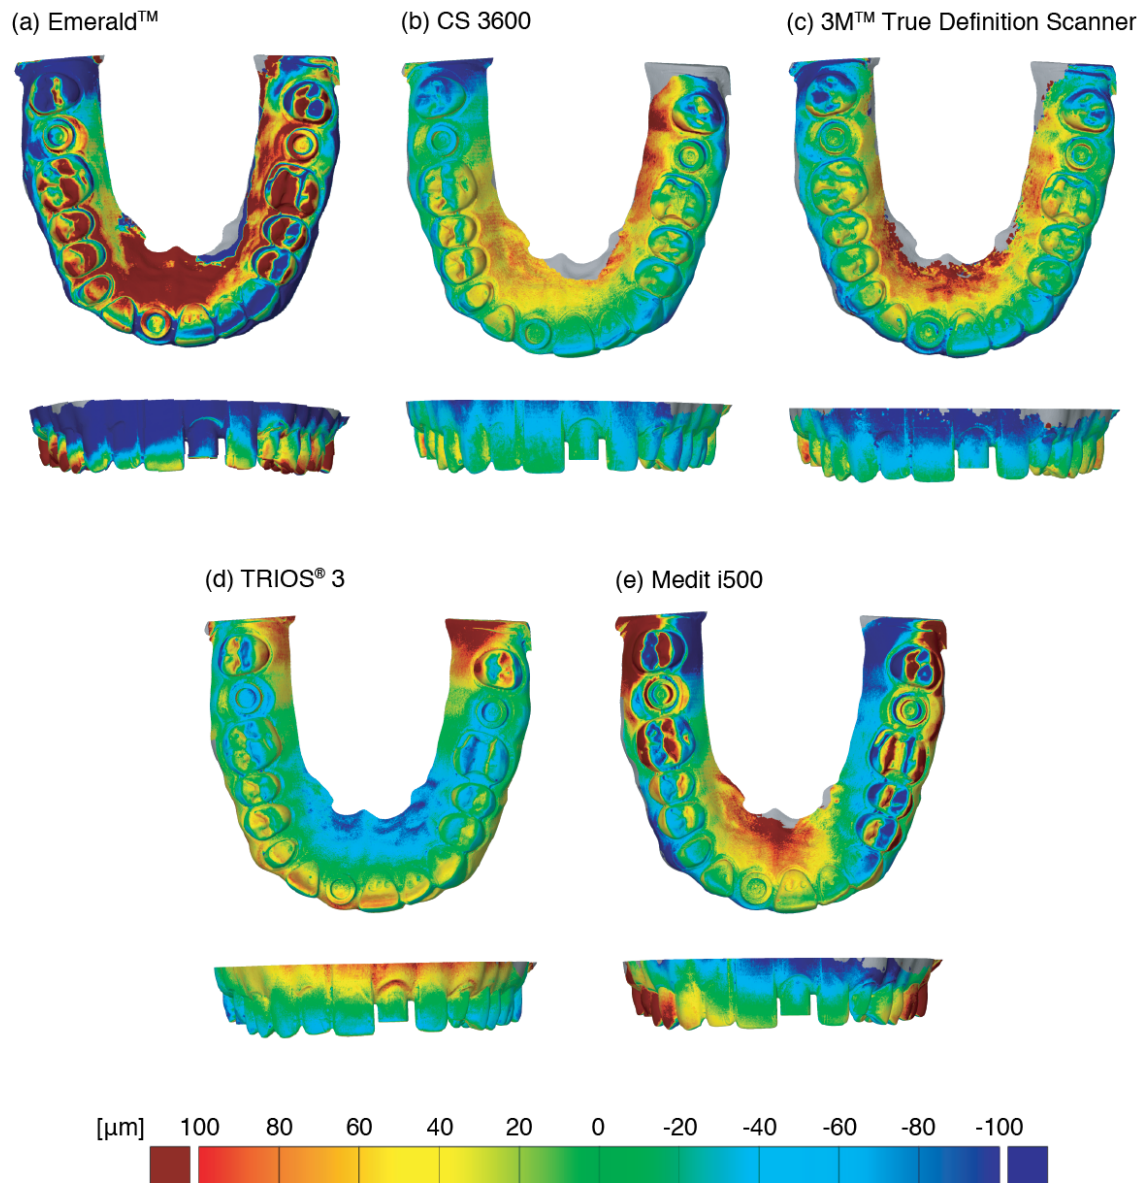 (a) Emerald™
(b) CS 3600
(c) 3M™ True Definition Scanner
(d) TRIOS® 3
(e) Medit i500
[µm] 100 80 60 40 20 0 -20 -40 -60 -80 -100